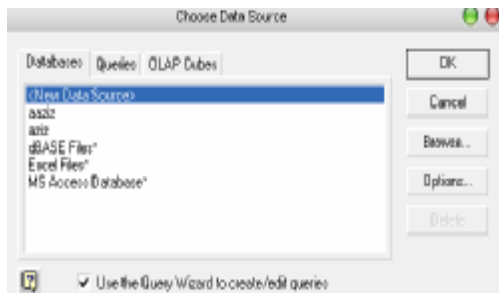 Choose Data Source
Databases Queries OLAP Cubes
<New Data Source>
aaziz
aziz
dBASE Files*
Excel Files*
MS Access Database*
OK
Cancel
Browse...
Options...
Delete
Use the Query Wizard to create/edit queries